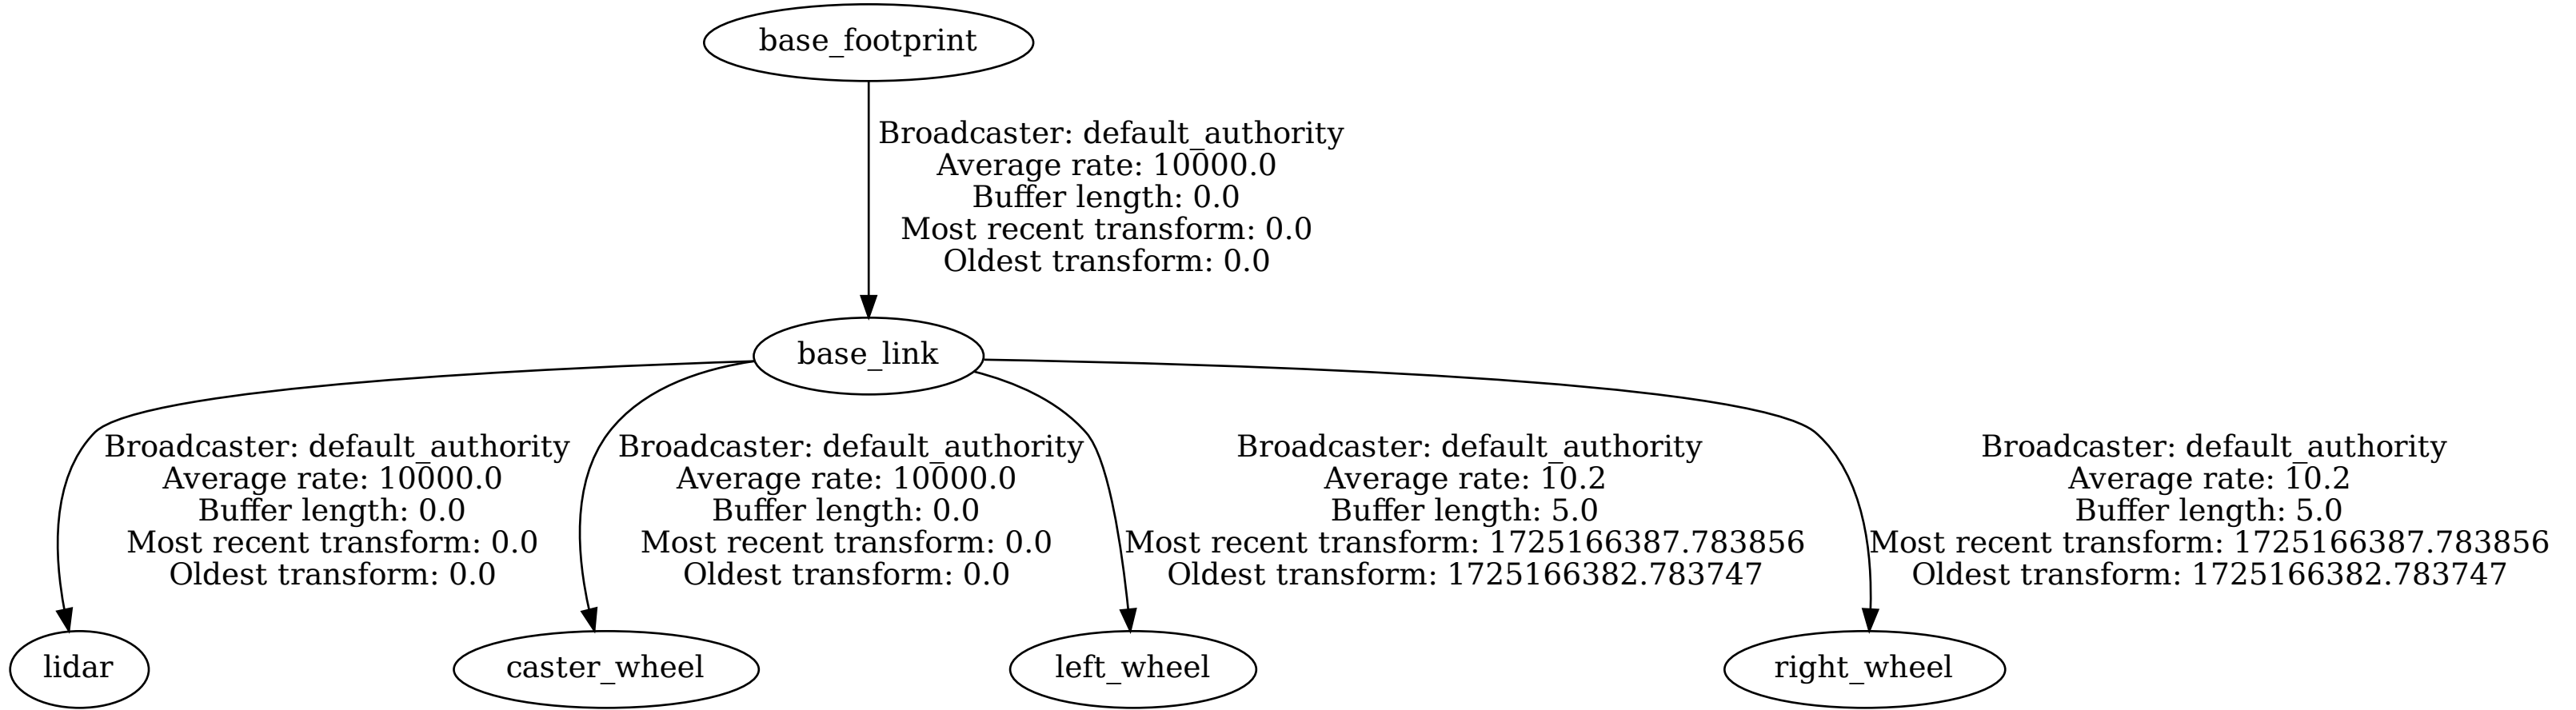 base_footprint
Broadcaster: default_authority
Average rate: 10000.0
Buffer length: 0.0
Most recent transform: 0.0
Oldest transform: 0.0
base_link
Broadcaster: default_authority
Average rate: 10000.0
Buffer length: 0.0
Most recent transform: 0.0
Oldest transform: 0.0
Broadcaster: default_authority
Average rate: 10000.0
Buffer length: 0.0
Most recent transform: 0.0
Oldest transform: 0.0
Broadcaster: default_authority
Average rate: 10.2
Buffer length: 5.0
Most recent transform: 1725166387.783856
Oldest transform: 1725166382.783747
Broadcaster: default_authority
Average rate: 10.2
Buffer length: 5.0
Most recent transform: 1725166387.783856
Oldest transform: 1725166382.783747
lidar
caster_wheel
left_wheel
right_wheel